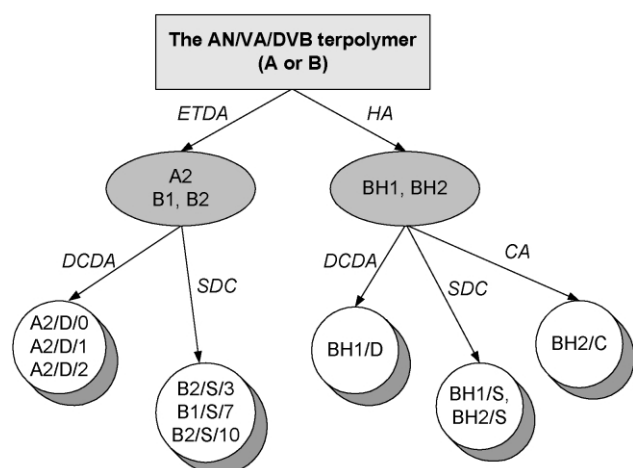 The AN/VA/DVB terpolymer
(A or B)
ETDA
HA
A2
B1, B2
BH1, BH2
DCDA
SDC
DCDA
SDC
CA
A2/D/0
A2/D/1
A2/D/2
B2/S/3
B1/S/7
B2/S/10
BH1/D
BH1/S,
BH2/S
BH2/C